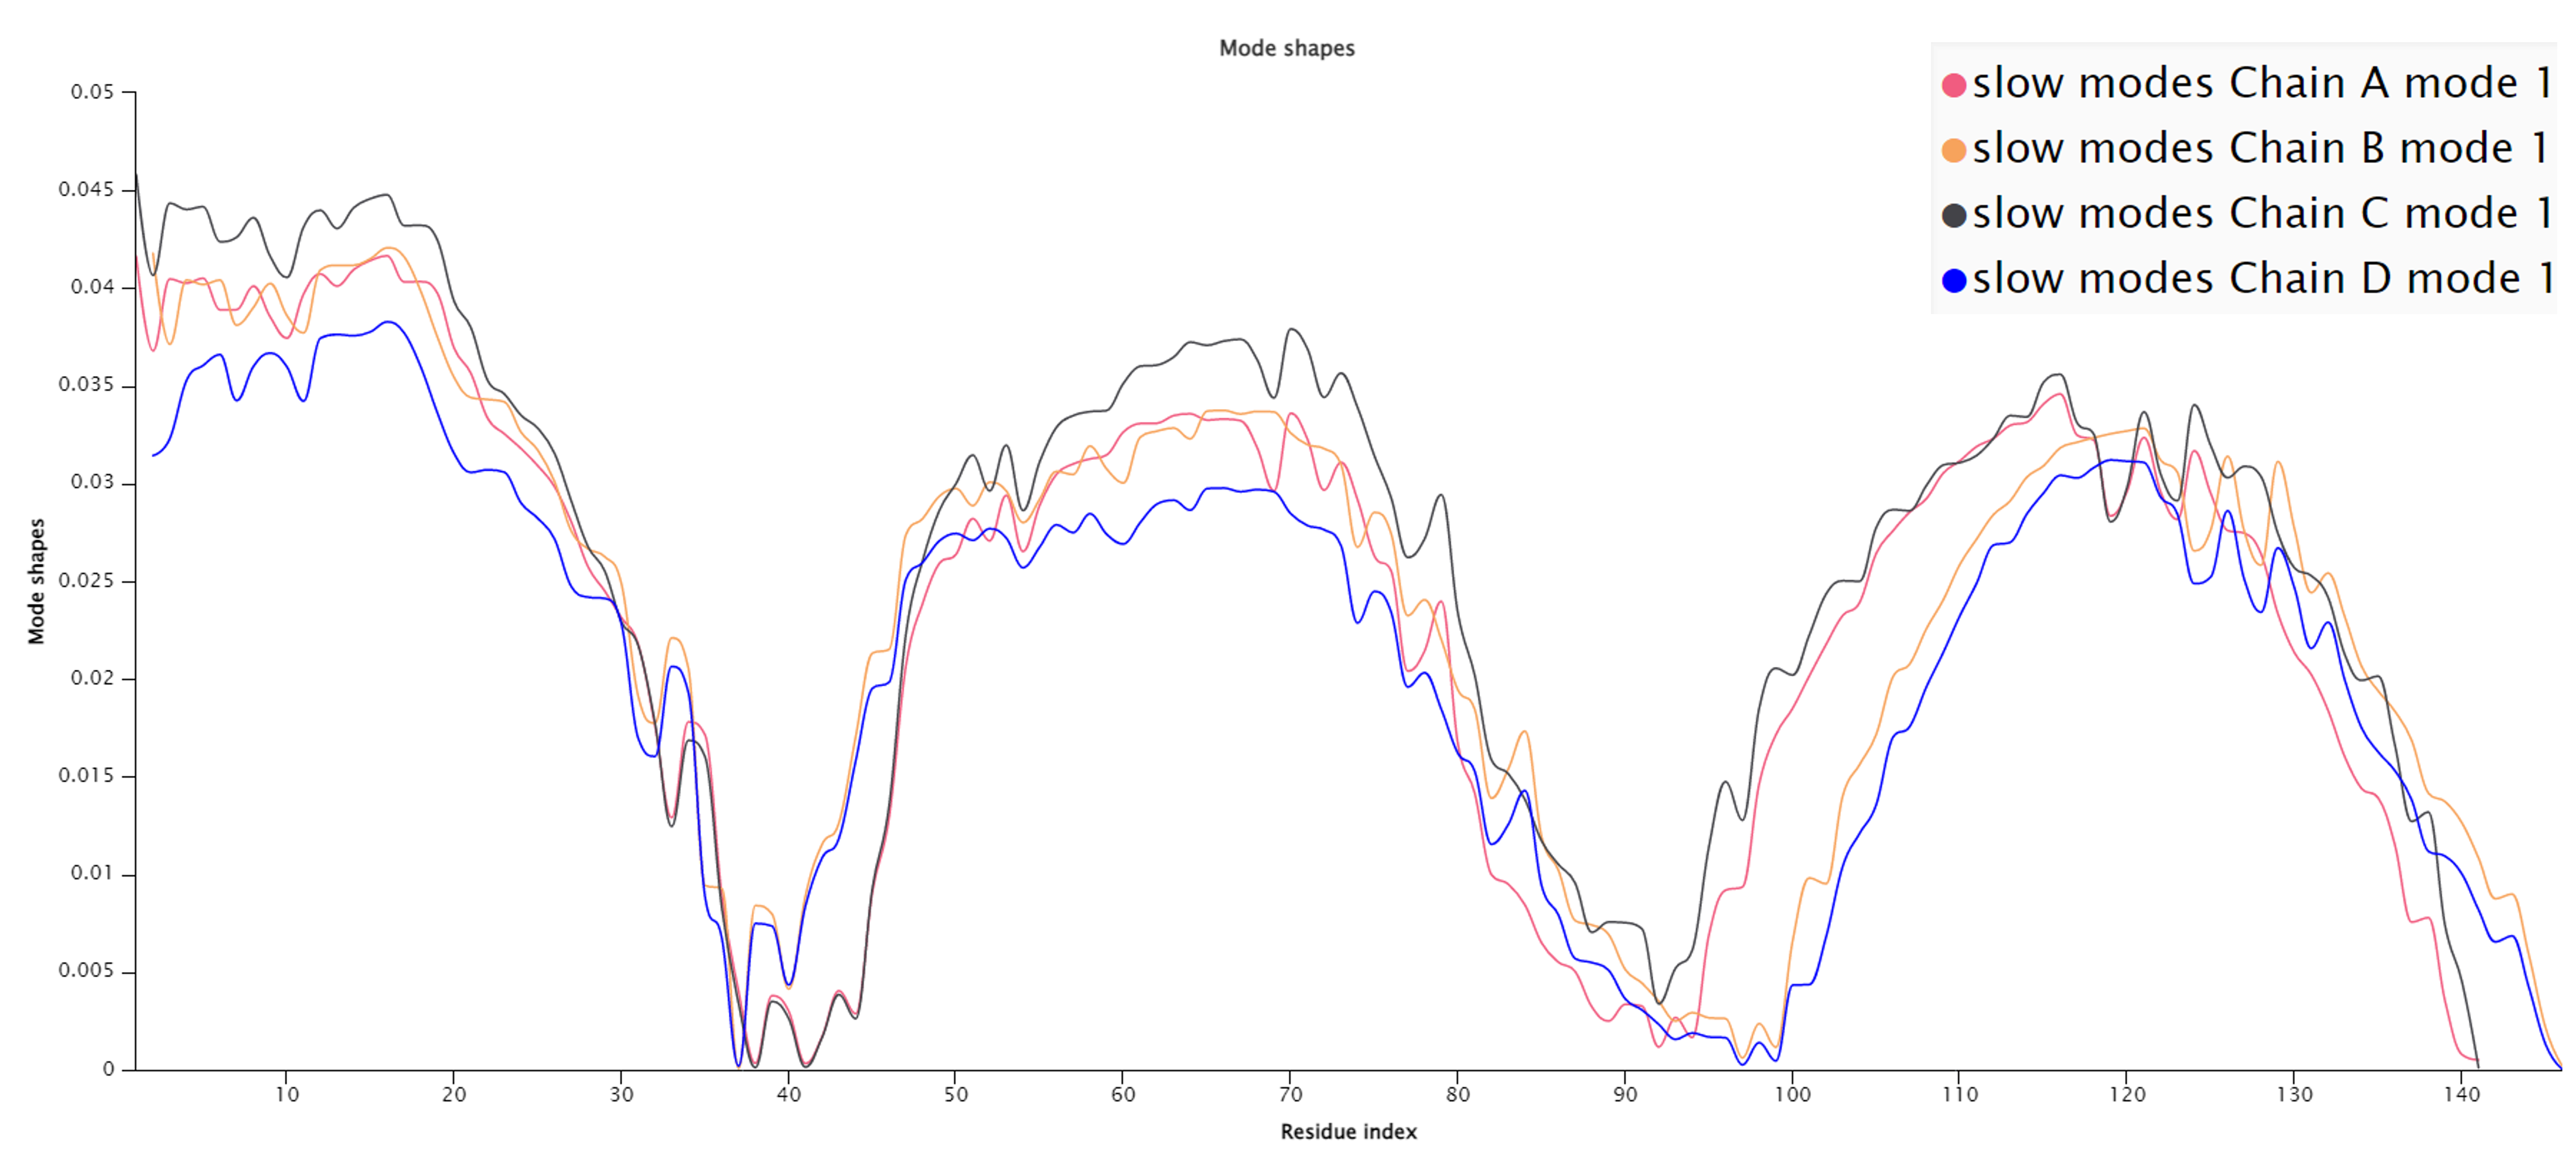 Mode shapes
slow modes Chain A mode 1
slow modes Chain B mode 1
slow modes Chain C mode 1
slow modes Chain D mode 1
Mode shapes
0.05
0.045
0.04
0.035
0.03
0.025
0.02
0.015
0.01
0.005
0
10 20 30 40 50 60 70 80 90 100 110 120 130 140
Residue index